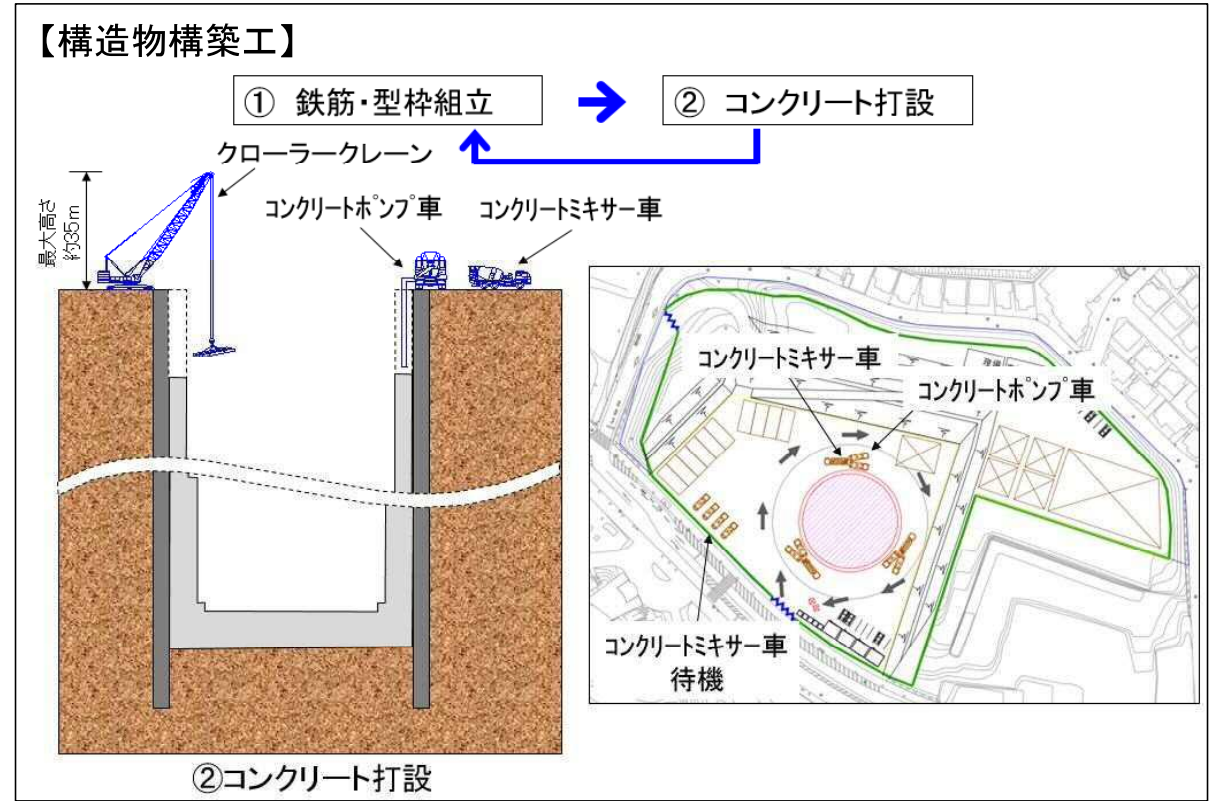 【構造物構築工】
① 鉄筋・型枠組立
② コンクリート打設
クローラークレーン
コンクリートポンプ車
コンクリートミキサー車
最大高さ
約35m
コンクリートミキサー車
コンクリートポンプ車
コンクリートミキサー車
待機
②コンクリート打設